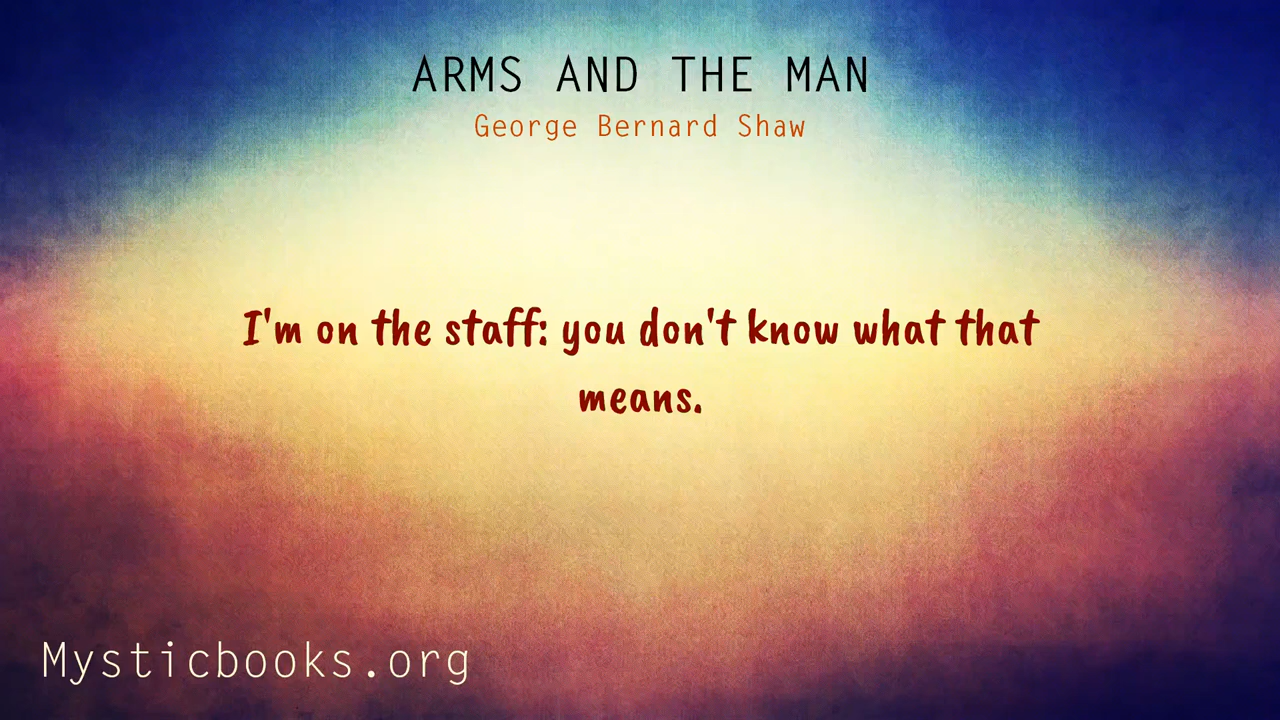 ARMS AND THE MAN
George Bernard Shaw
I'm on the staff: you don't know what that
means.
Mysticbooks.org